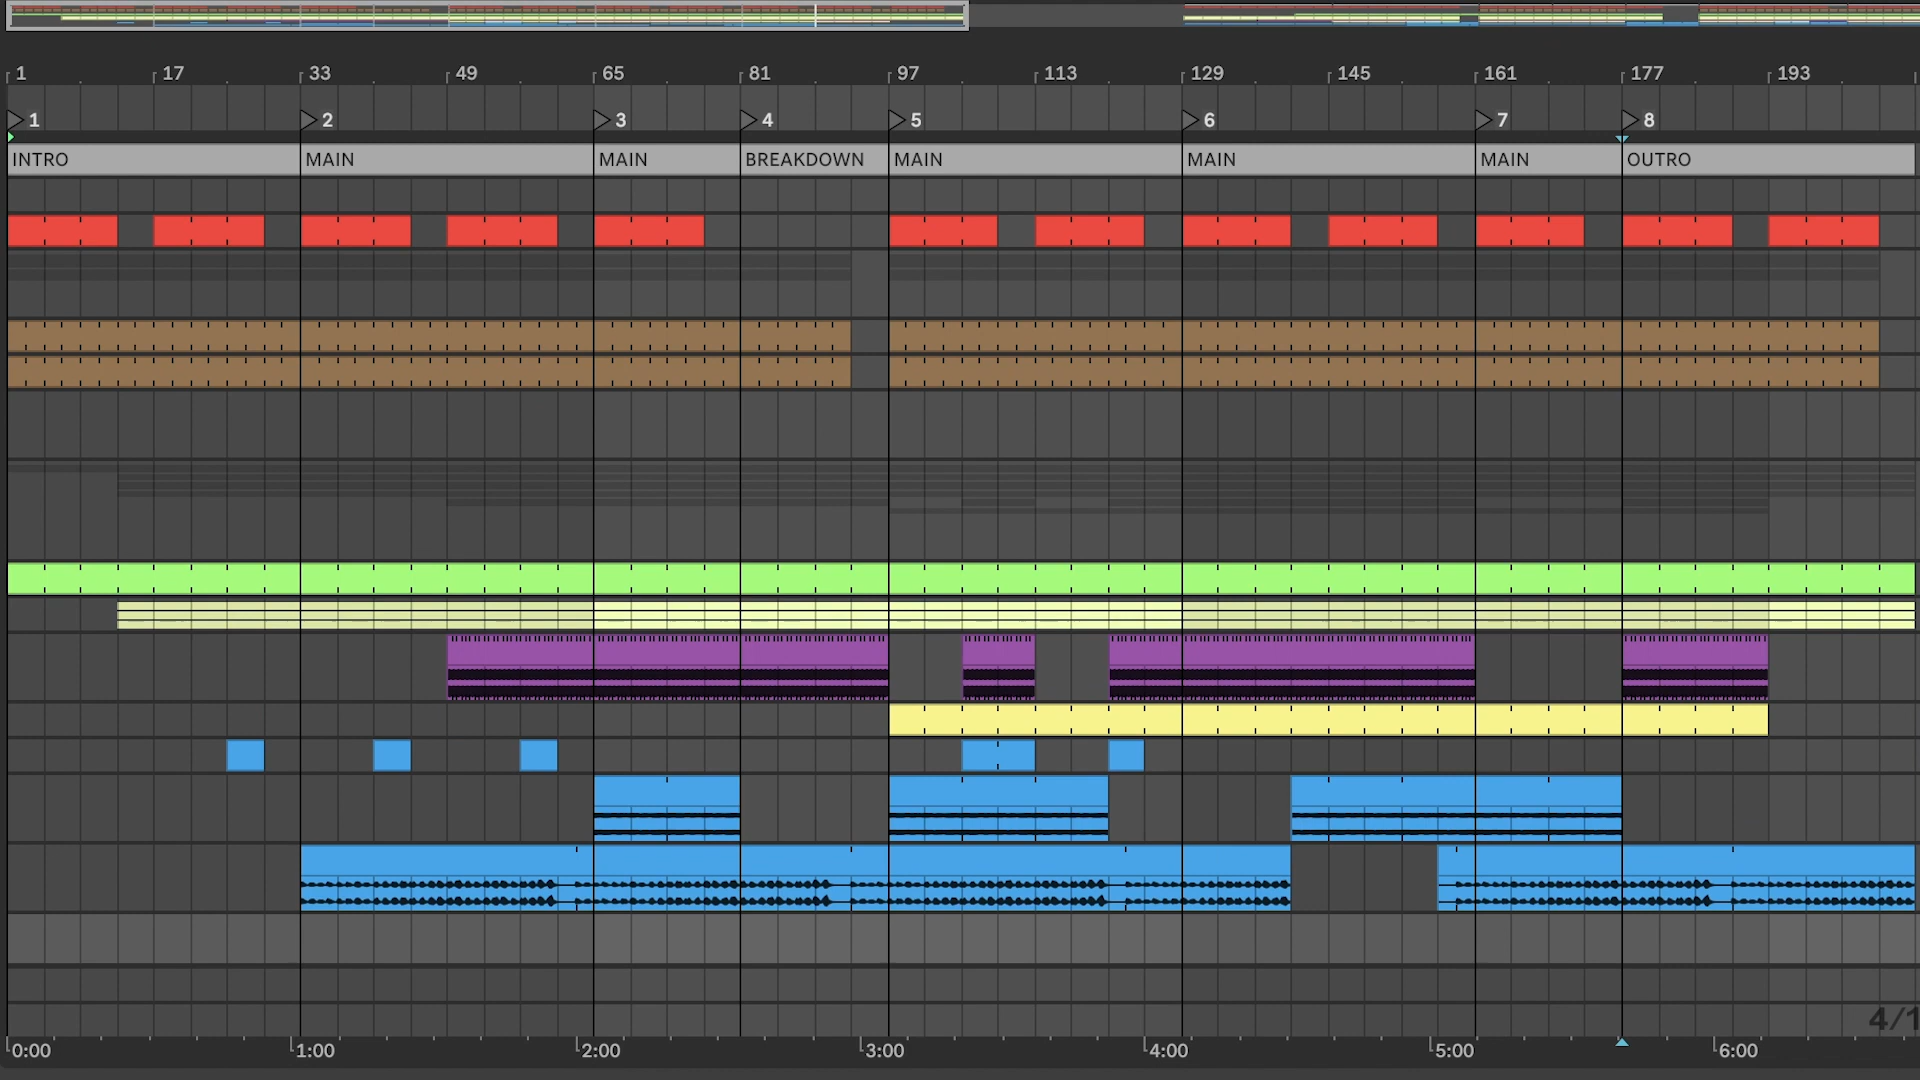 1 17 33 49 65 81 97 113 129 145 161 177 193
1 2 3 4 5 6 7 8
INTRO MAIN MAIN BREAKDOWN MAIN MAIN MAIN OUTRO
4/1
0:00 1:00 2:00 3:00 4:00 5:00 6:00